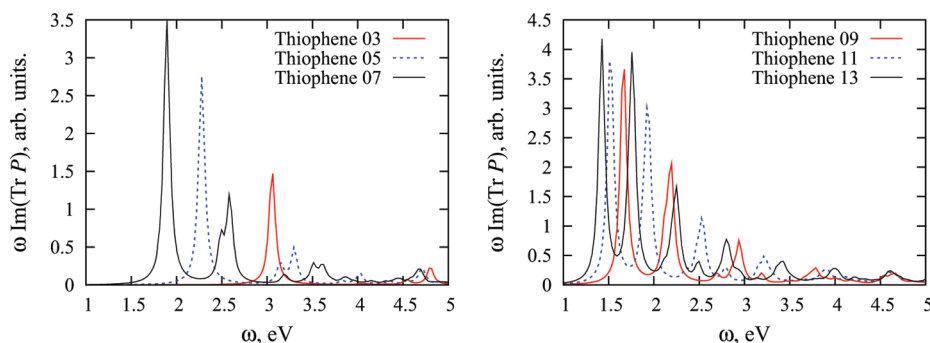 3.5
3
2.5
2
1.5
1
0.5
0
1 1.5 2 2.5 3 3.5 4 4.5 5
ω Im(Tr P), arb. units.
ω, eV
Thiophene 03
Thiophene 05
Thiophene 07
4.5
4
3.5
3
2.5
2
1.5
1
0.5
0
1 1.5 2 2.5 3 3.5 4 4.5 5
ω Im(Tr P), arb. units.
ω, eV
Thiophene 09
Thiophene 11
Thiophene 13